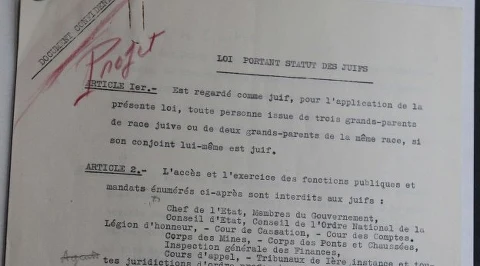 DOCUMENT CONFIDEN
Projet
LOI PORTANT STATUT DES JUIFS
ARTICLE 1er.- Est regardé comme juif, pour l'application de la
présente loi, toute personne issue de trois grands-parents
de race juive ou de deux grands-parents de la même race, si
son conjoint lui-même est juif.
ARTICLE 2.- L'accès et l'exercice des fonctions publiques et
mandats énumérés ci-après sont interdits aux juifs :
Chef de l'Etat, Membres du Gouvernement,
Conseil d'Etat, Conseil de l'Ordre National de la
Légion d'honneur, - Cour de Cassation, - Cour des Comptes.
Corps des Mines, - Corps des Ponts et Chaussées,
Inspection générale des Finances,
Cours d'appel, - Tribunaux de 1ère instance et tou-
tes juridictions d'ordre